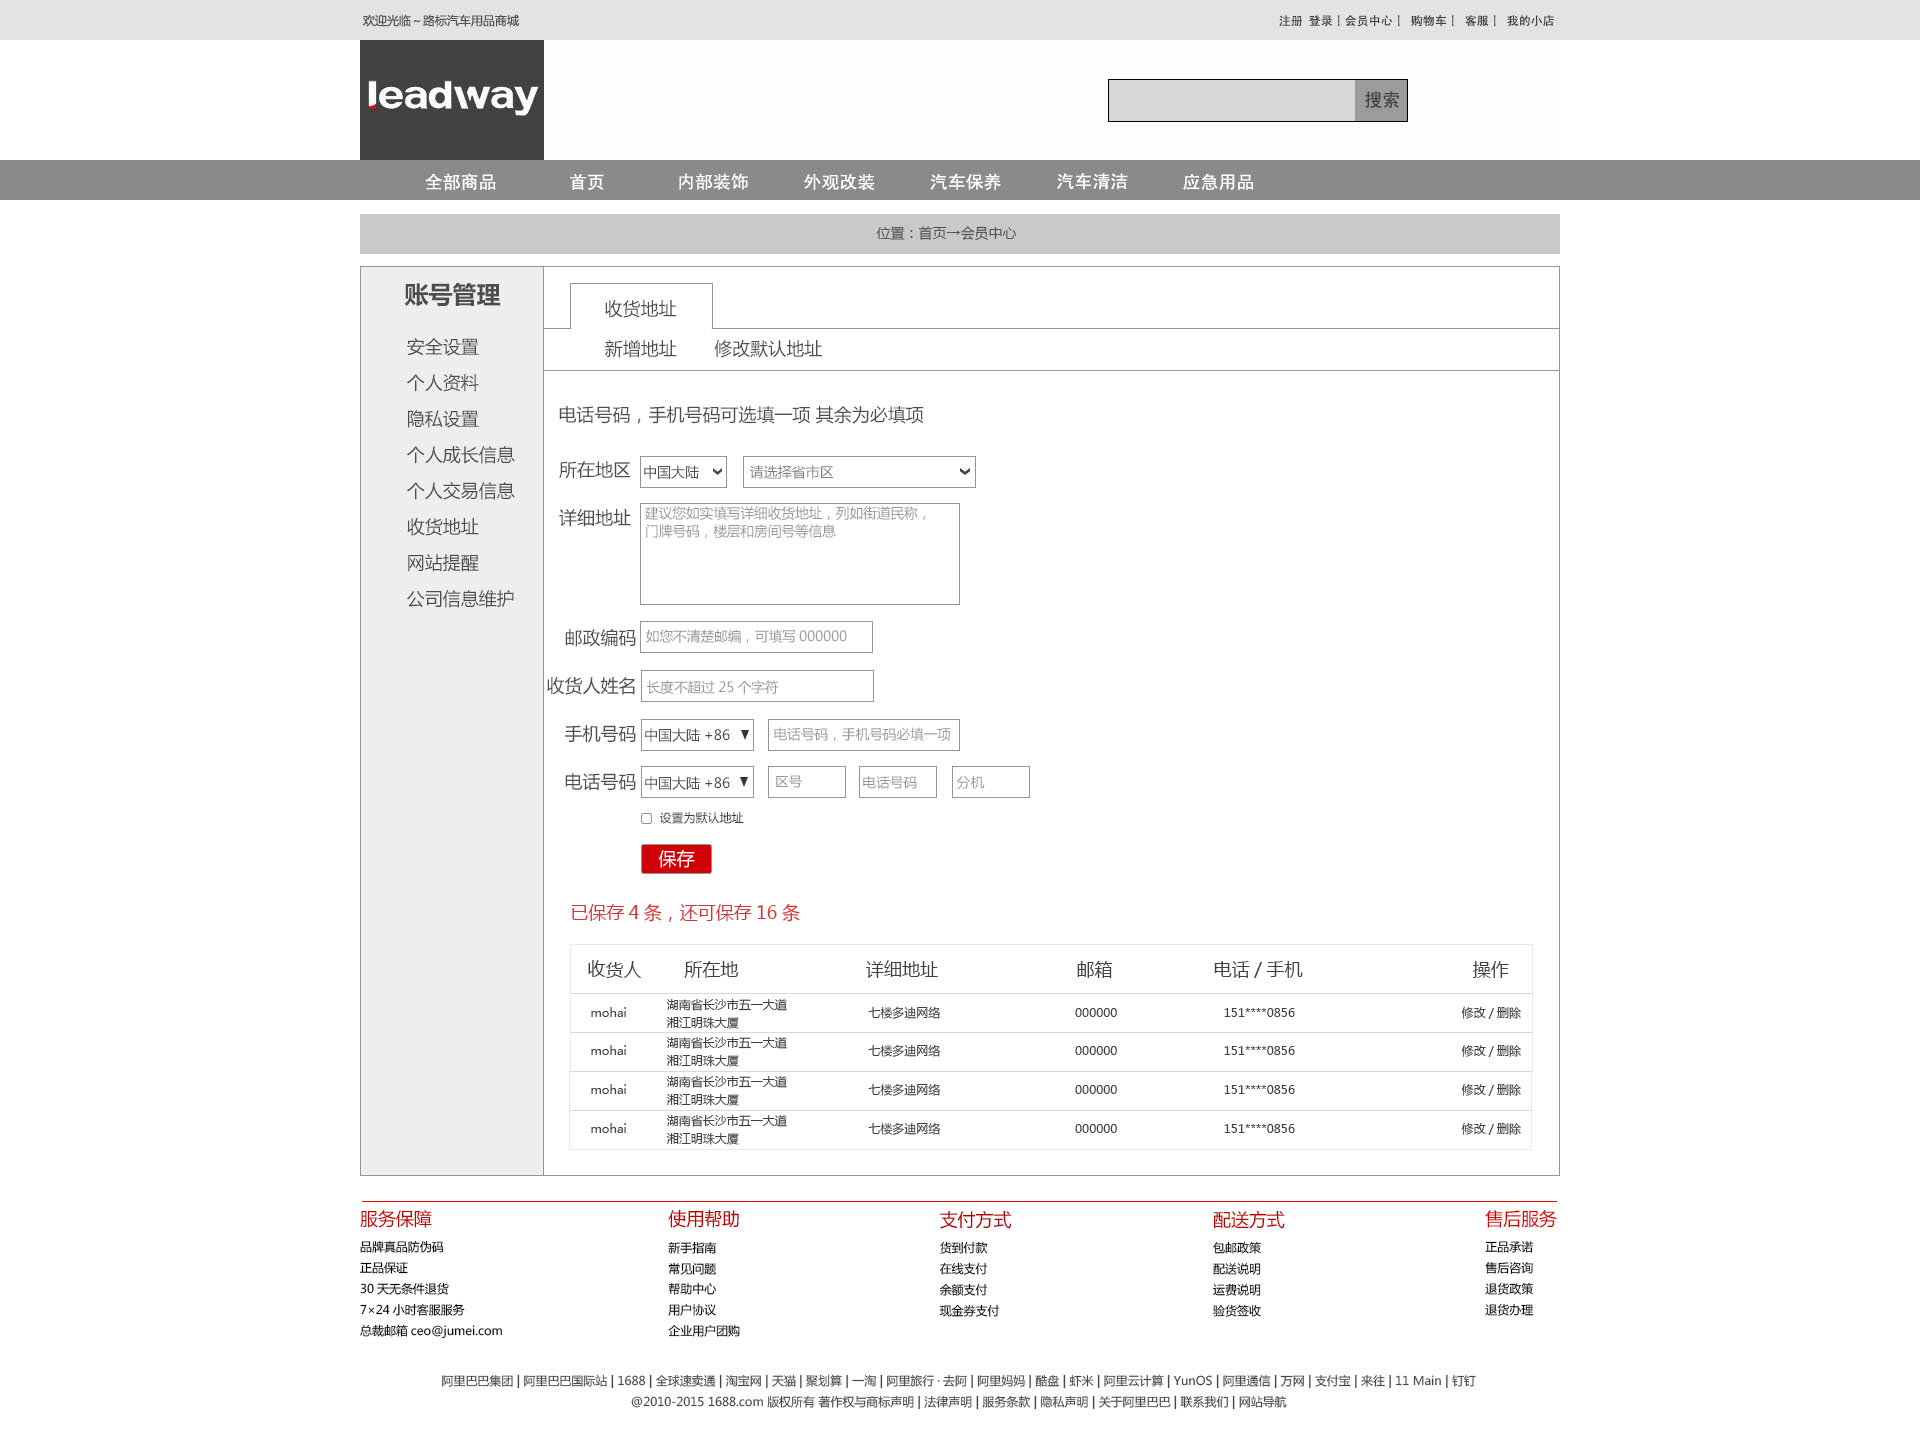 欢迎光临~路标汽车用品商城
注册 登录 | 会员中心 | 购物车 | 客服 | 我的小店
leadway
搜索
全部商品 首页 内部装饰 外观改装 汽车保养 汽车清洁 应急用品
位置：首页→会员中心
账号管理
安全设置
个人资料
隐私设置
个人成长信息
个人交易信息
收货地址
网站提醒
公司信息维护
收货地址
新增地址 修改默认地址
电话号码，手机号码可选填一项 其余为必填项
所在地区 中国大陆 请选择省市区
详细地址 建议您如实填写详细收货地址，列如街道民称，
门牌号码，楼层和房间号等信息
邮政编码 如您不清楚邮编，可填写 000000
收货人姓名 长度不超过 25 个字符
手机号码 中国大陆 +86 ▼ 电话号码，手机号码必填一项
电话号码 中国大陆 +86 ▼ 区号 电话号码 分机
设置为默认地址
保存
已保存 4 条，还可保存 16 条
收货人 所在地 详细地址 邮箱 电话 / 手机 操作
mohai 湖南省长沙市五一大道 七楼多迪网络 000000 151****0856 修改 / 删除
湘江明珠大厦
mohai 湖南省长沙市五一大道 七楼多迪网络 000000 151****0856 修改 / 删除
湘江明珠大厦
mohai 湖南省长沙市五一大道 七楼多迪网络 000000 151****0856 修改 / 删除
湘江明珠大厦
mohai 湖南省长沙市五一大道 七楼多迪网络 000000 151****0856 修改 / 删除
湘江明珠大厦
服务保障
品牌真品防伪码
正品保证
30 天无条件退货
7×24 小时客服服务
总裁邮箱 ceo@jumei.com
使用帮助
新手指南
常见问题
帮助中心
用户协议
企业用户团购
支付方式
货到付款
在线支付
余额支付
现金券支付
配送方式
包邮政策
配送说明
运费说明
验货签收
售后服务
正品承诺
售后咨询
退货政策
退货办理
阿里巴巴集团 | 阿里巴巴国际站 | 1688 | 全球速卖通 | 淘宝网 | 天猫 | 聚划算 | 一淘 | 阿里旅行 · 去阿 | 阿里妈妈 | 酷盘 | 虾米 | 阿里云计算 | YunOS | 阿里通信 | 万网 | 支付宝 | 来往 | 11 Main | 钉钉
@2010-2015 1688.com 版权所有 著作权与商标声明 | 法律声明 | 服务条款 | 隐私声明 | 关于阿里巴巴 | 联系我们 | 网站导航